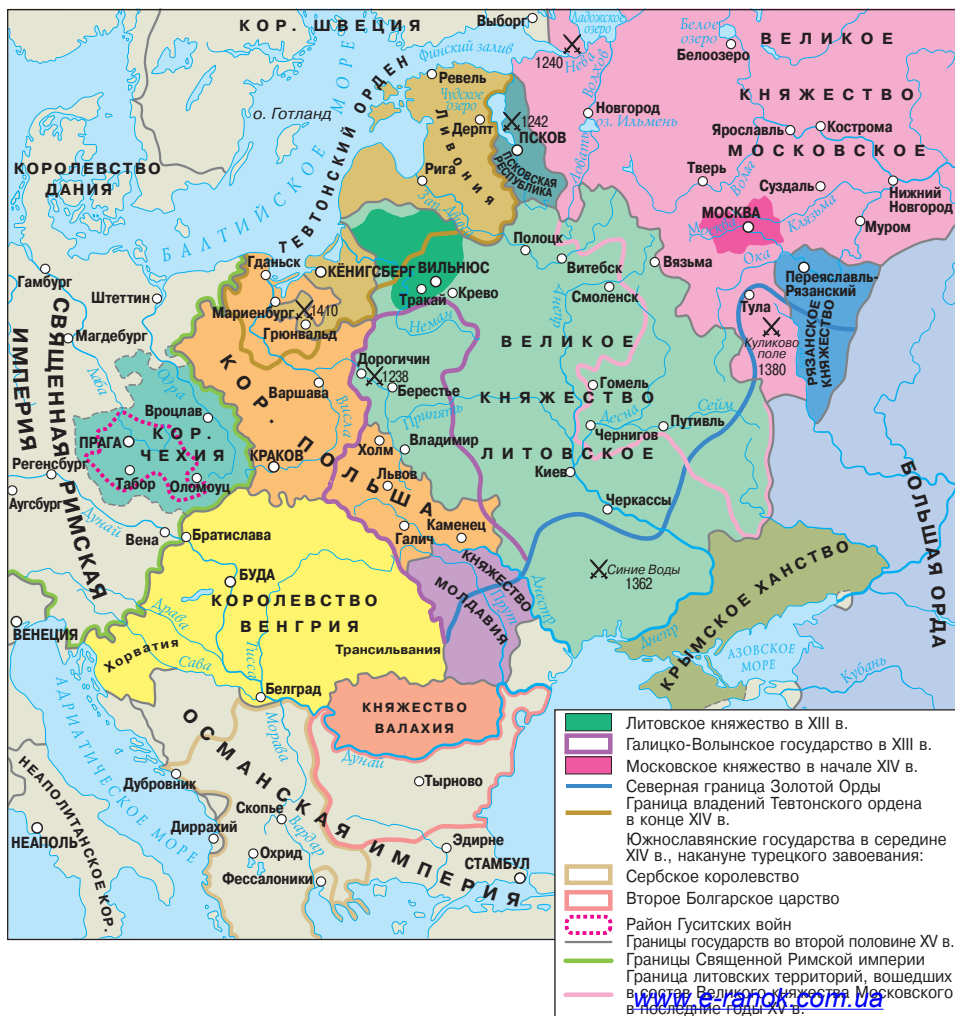 КОР. ШВЕЦИЯ
Выборг
Ладожское
озеро
1240
Нева
Волхов
Белое
озеро
Белоозеро
ВЕЛИКОЕ
КНЯЖЕСТВО
МОСКОВСКОЕ
Финский залив
Ревель
Чудское
озеро
Дерпт
1242
ПСКОВ
ПСКОВСКАЯ
РЕСПУБЛИКА
Новгород
оз. Ильмень
Ловать
Ярославль
Кострома
Тверь
Волга
Суздаль
Нижний
Новгород
МОСКВА
Москва
Клязьма
Муром
Ока
о. Готланд
БАЛТИЙСКОЕ МОРЕ
ТЕВТОНСКИЙ ОРДЕН
Ливония
Рига
Зап. Двина
КОРОЛЕВСТВО
ДАНИЯ
Полоцк
Витебск
Вязьма
Смоленск
Днепр
Переяславль-
Рязанский
РЯЗАНСКОЕ
КНЯЖЕСТВО
Тула
Куликово
поле
1380
Гданьск
КЁНИГСБЕРГ
ВИЛЬНЮС
Тракай
Крево
Неман
Мариенбург
1410
Грюнвальд
Гамбург
Штеттин
Магдебург
СВЯЩЕННАЯ
РИМСКАЯ
ИМПЕРИЯ
Одра
Вроцлав
КОР.
ЧЕХИЯ
ПРАГА
Табор
Оломоуц
Регенсбург
Аугсбург
Дунай
Вена
Братислава
КОР. ПОЛЬША
Варшава
Висла
КРАКОВ
Дорогичин
1238
Берестье
Припять
Холм
Владимир
Львов
Галич
Каменец
ВЕЛИКОЕ
КНЯЖЕСТВО
ЛИТОВСКОЕ
Гомель
Десна
Сейм
Чернигов
Путивль
Киев
Черкассы
Синие Воды
1362
БОЛЬШАЯ ОРДА
КРЫМСКОЕ ХАНСТВО
Днепр
АЗОВСКОЕ
МОРЕ
Кубань
КНЯЖЕСТВО
МОЛДАВИЯ
Прут
Днестр
БУДА
КОРОЛЕВСТВО
ВЕНГРИЯ
Драва
Сава
Тисса
Хорватия
Трансильвания
ВЕНЕЦИЯ
Белград
КНЯЖЕСТВО
ВАЛАХИЯ
Дунай
Морава
АДРИАТИЧЕСКОЕ МОРЕ
ОСМАНСКАЯ ИМПЕРИЯ
Дубровник
Скопье
Вардар
Тырново
Диррахий
Охрид
Фессалоники
Эдирне
СТАМБУЛ
НЕАПОЛИТАНСКОЕ КОР.
НЕАПОЛЬ
Литовское княжество в XIII в.
Галицко-Волынское государство в XIII в.
Московское княжество в начале XIV в.
Северная граница Золотой Орды
Граница владений Тевтонского ордена
в конце XIV в.
Южнославянские государства в середине
XIV в., накануне турецкого завоевания:
Сербское королевство
Второе Болгарское царство
Район Гуситских войн
Границы государств во второй половине XV в.
Границы Священной Римской империи
Граница литовских территорий, вошедших
в состав Великого княжества Московского
в последние годы XV в.
www.e-ranok.com.ua